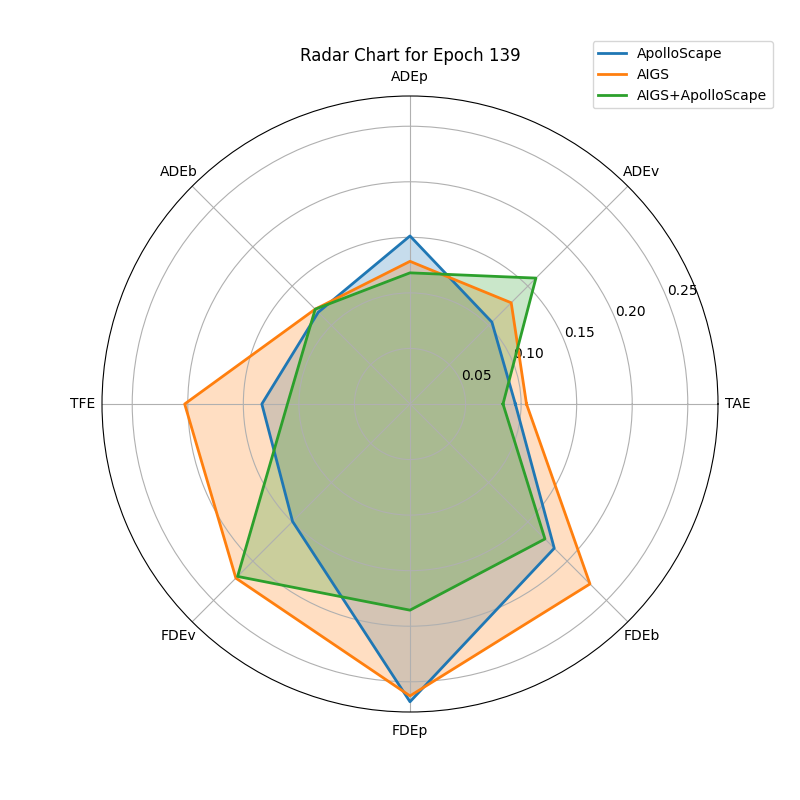 Radar Chart for Epoch 139
ApolloScape
AIGS
AIGS+ApolloScape
ADEp
ADEb
ADEv
0.25
0.20
0.15
0.10
0.05
TFE
TAE
FDEv
FDEb
FDEp